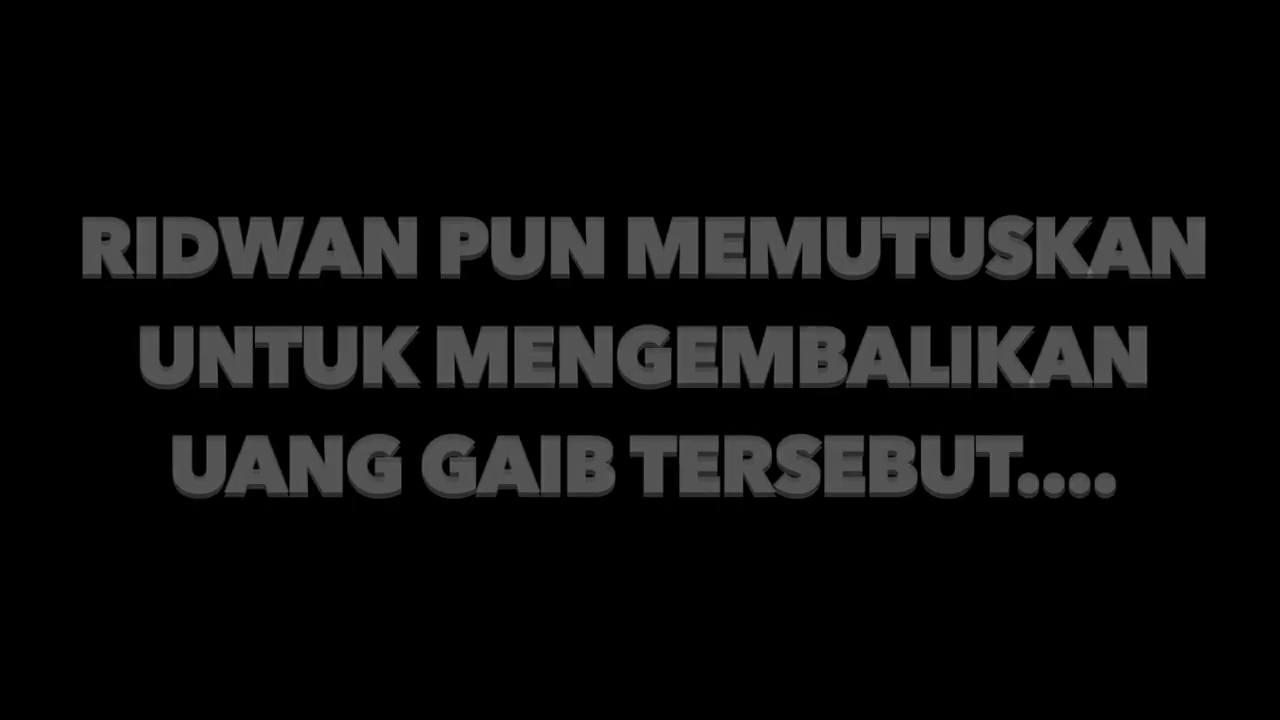 RIDWAN PUN MEMUTUSKAN
UNTUK MENGEMBALIKAN
UANG GAIB TERSEBUT....